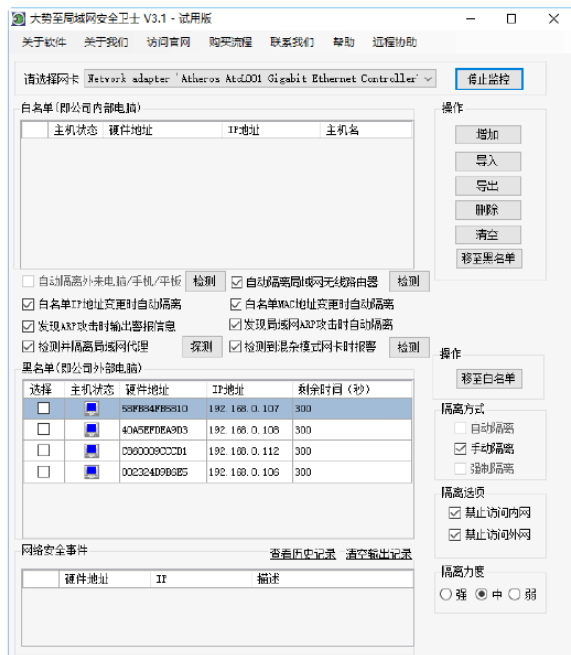 大势至局域网安全卫士 V3.1 - 试用版
关于软件 关于我们 访问官网 购买流程 联系我们 帮助 远程协助
请选择网卡 Network adapter 'Atheros AtcL001 Gigabit Ethernet Controller' 停止监控
白名单(即公司内部电脑)
主机状态 硬件地址 IP地址 主机名
操作
增加
导入
导出
删除
清空
移至黑名单
自动隔离外来电脑/手机/平板 检测 自动隔离局域网无线路由器 检测
白名单IP地址变更时自动隔离 白名单MAC地址变更时自动隔离
发现ARP攻击时输出警报信息 发现局域网ARP攻击时自动隔离
检测并隔离局域网代理 探测 检测到混杂模式网卡时报警 检测
黑名单(即公司外部电脑)
选择 主机状态 硬件地址 IP地址 剩余时间(秒)
192.168.0.107 300
40A5EFDEA9D3 192.168.0.108 300
C860009CCCD1 192.168.0.112 300
002324D9B6E5 192.168.0.106 300
操作
移至白名单
隔离方式
自动隔离
手动隔离
强制隔离
隔离选项
禁止访问内网
禁止访问外网
网络安全事件 查看历史记录 清空输出记录
硬件地址 IP 描述
隔离力度
强 中 弱